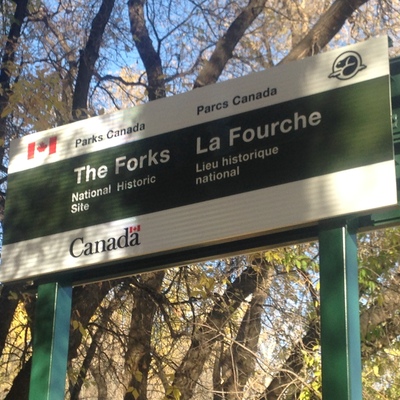 Parks Canada
Parcs Canada
The Forks
National Historic
Site
La Fourche
Lieu historique
national
Canada